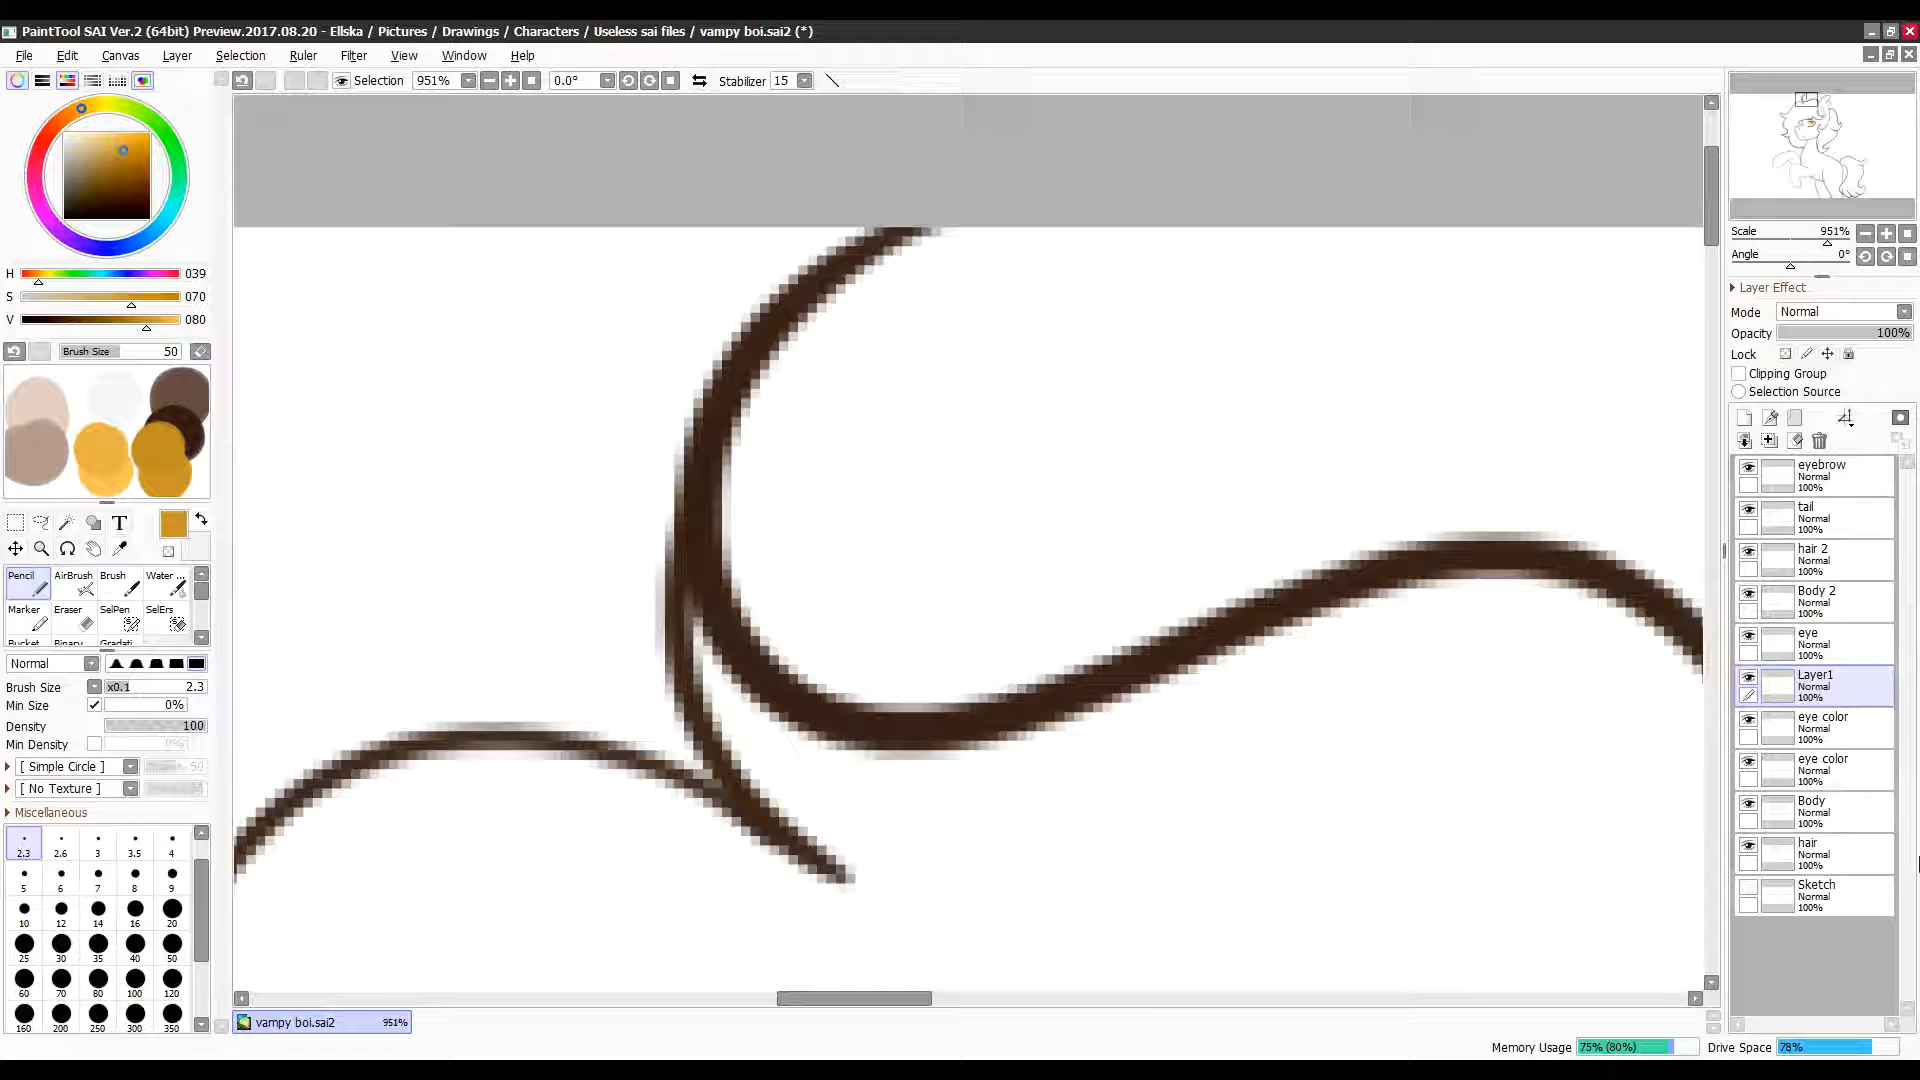 PaintTool SAI Ver.2 (64bit) Preview.2017.08.20 - Ellska / Pictures / Drawings / Characters / Useless sai files / vampy boi.sai2 (*)
File Edit Canvas Layer Selection Ruler Filter View Window Help
Selection 951% 0.0° Stabilizer 15
H 039
S 070
V 080
Brush Size 50
T
Pencil AirBrush Brush Water ...
Marker Eraser SelPen SelErs
Bucket Binary Gradati
Normal
Brush Size x0.1 2.3
Min Size 0%
Density 100
Min Density 0%
[ Simple Circle ] 50
[ No Texture ]
Miscellaneous
2.3 2.6 3 3.5 4
5 6 7 8 9
10 12 14 16 20
25 30 35 40 50
60 70 80 100 120
160 200 250 300 350
vampy boi.sai2 951%
Scale 951%
Angle 0°
Layer Effect
Mode Normal
Opacity 100%
Lock
Clipping Group
Selection Source
eyebrow
Normal
100%
tail
Normal
100%
hair 2
Normal
100%
Body 2
Normal
100%
eye
Normal
100%
Layer1
Normal
100%
eye color
Normal
100%
eye color
Normal
100%
Body
Normal
100%
hair
Normal
100%
Sketch
Normal
100%
Memory Usage 75% (80%) Drive Space 78%